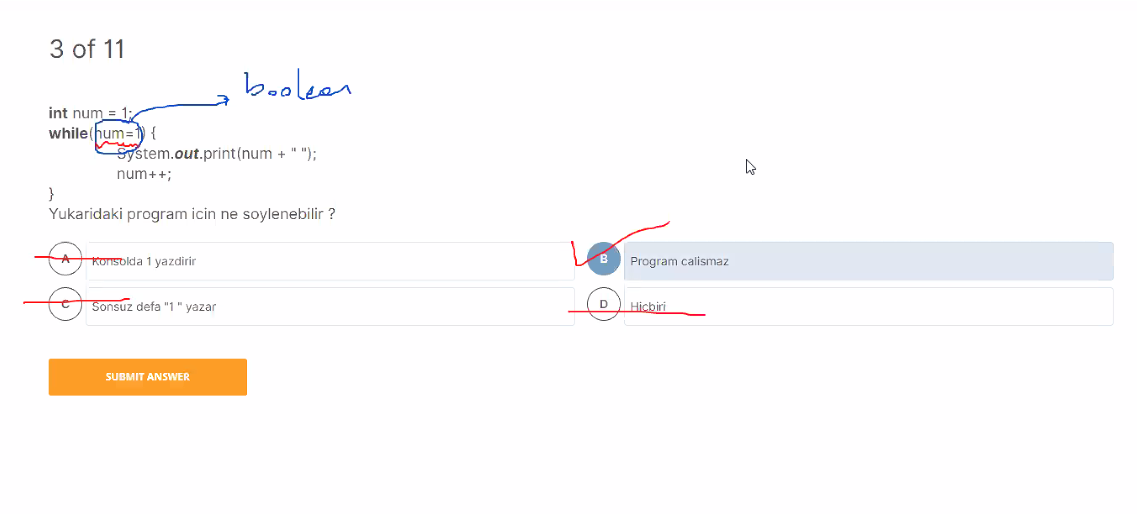 3 of 11
boolean
int num = 1;
while(num=1) {
System.out.print(num + " ");
num++;
}
Yukaridaki program icin ne soylenebilir ?
A Konsolda 1 yazdirir
B Program calismaz
C Sonsuz defa "1 " yazar
D Hicbiri
SUBMIT ANSWER